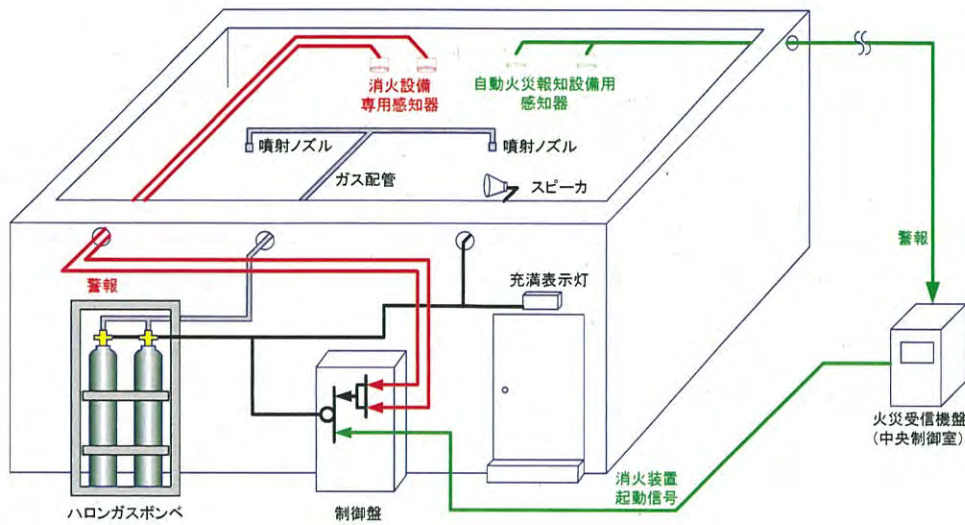 消火設備
専用感知器
自動火災報知設備用
感知器
噴射ノズル
噴射ノズル
ガス配管
スピーカ
警報
警報
充満表示灯
火災受信機盤
(中央制御室)
消火装置
起動信号
ハロンガスボンベ
制御盤